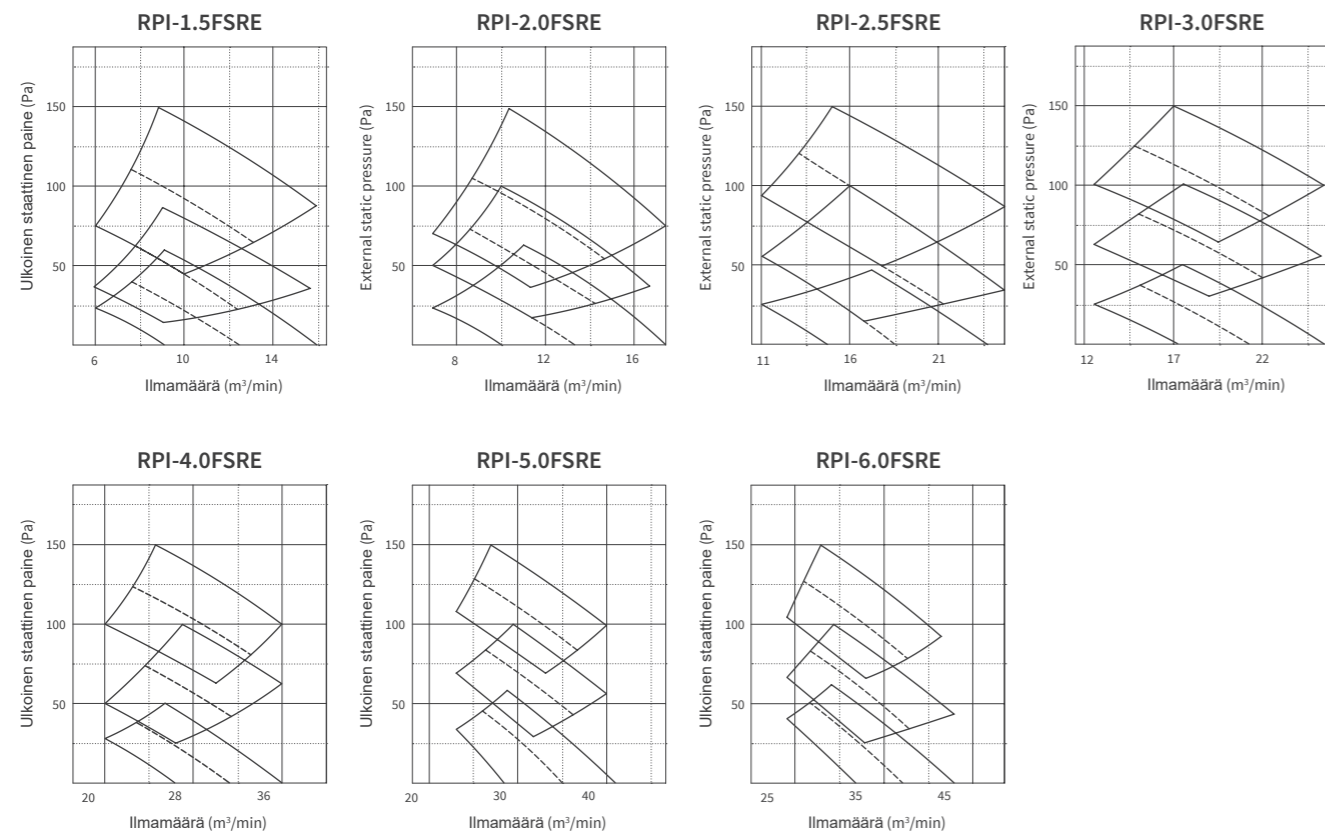 RPI-1.5FSRE
Ulkoinen staattinen paine (Pa)
150
100
50
6 10 14
Ilmamäärä (m³/min)
RPI-2.0FSRE
External static pressure (Pa)
150
100
50
8 12 16
Ilmamäärä (m³/min)
RPI-2.5FSRE
External static pressure (Pa)
150
100
50
11 16 21
Ilmamäärä (m³/min)
RPI-3.0FSRE
External static pressure (Pa)
150
100
50
12 17 22
Ilmamäärä (m³/min)
RPI-4.0FSRE
Ulkoinen staattinen paine (Pa)
150
100
50
20 28 36
Ilmamäärä (m³/min)
RPI-5.0FSRE
Ulkoinen staattinen paine (Pa)
150
100
50
20 30 40
Ilmamäärä (m³/min)
RPI-6.0FSRE
Ulkoinen staattinen paine (Pa)
150
100
50
25 35 45
Ilmamäärä (m³/min)